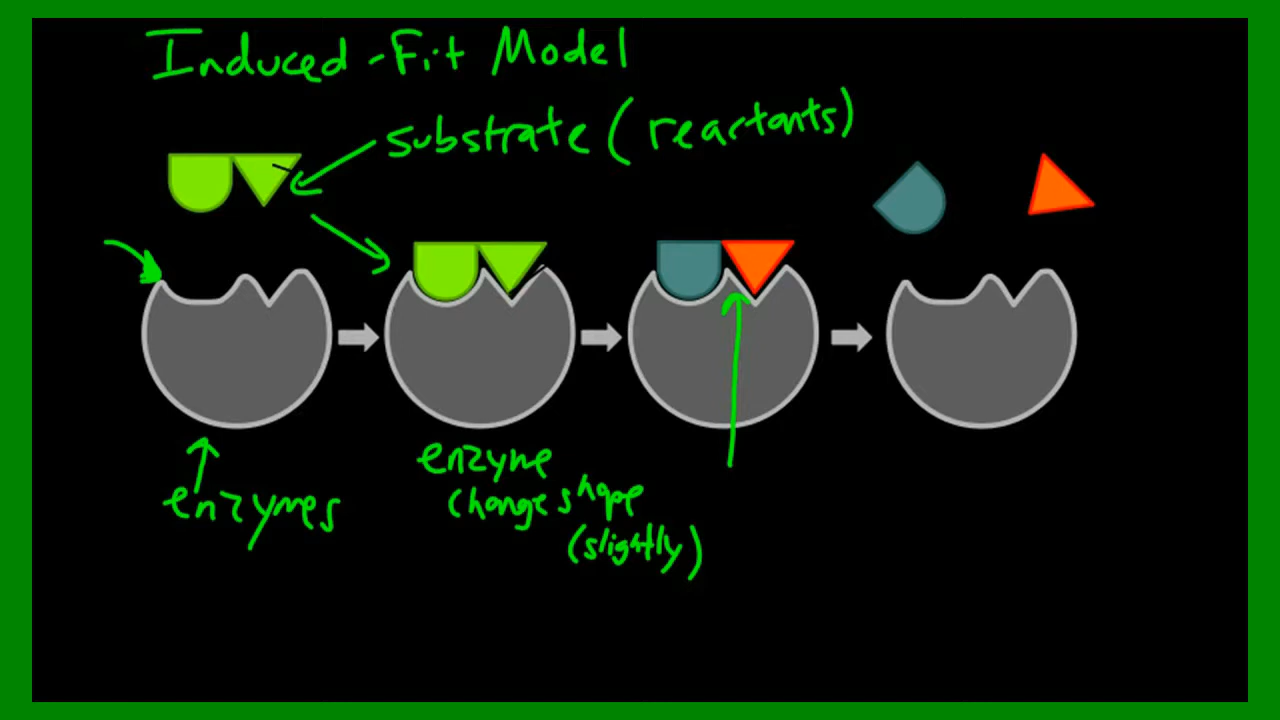 Induced-Fit Model
substrate (reactants)
enzymes
enzyme
change shape
(slightly)